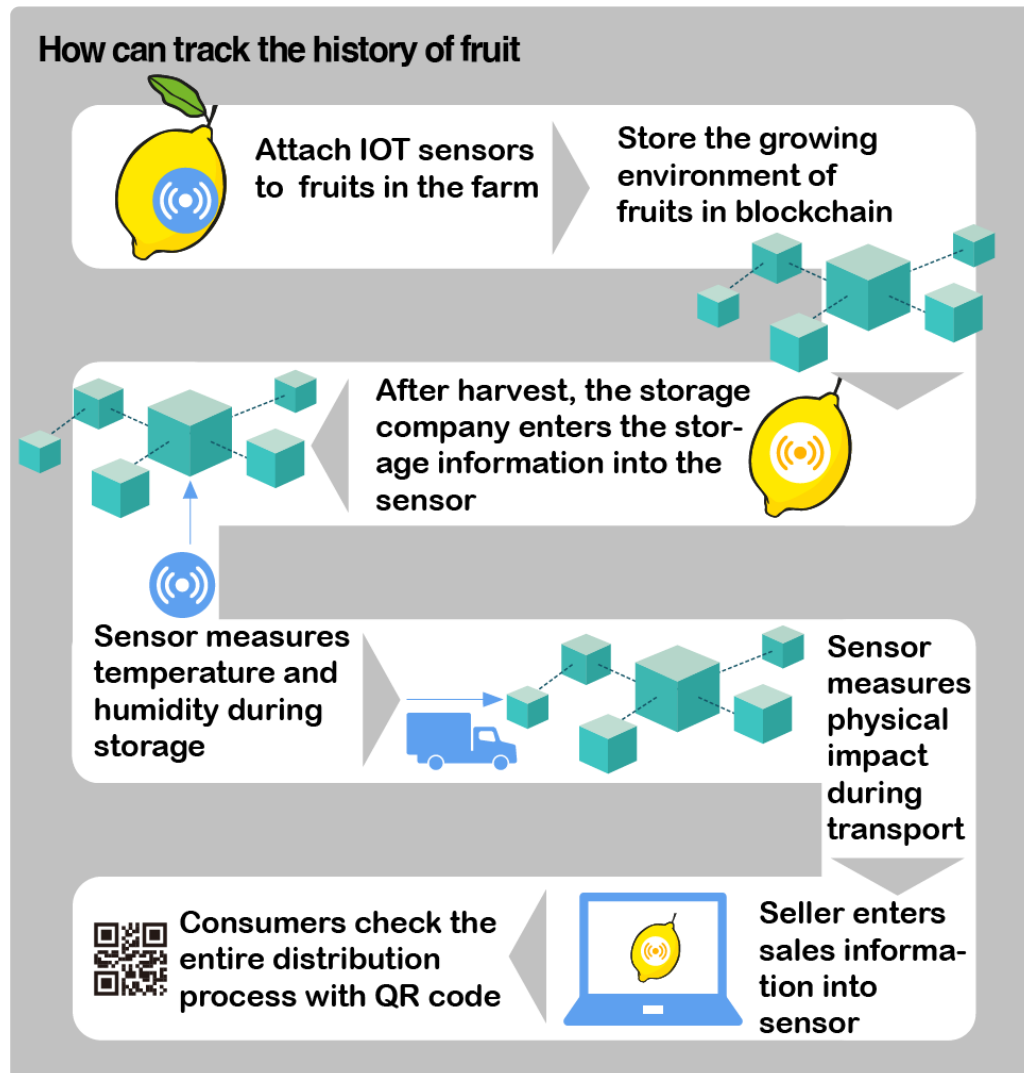 How can track the history of fruit
Attach IOT sensors
to fruits in the farm
Store the growing
environment of
fruits in blockchain
After harvest, the storage
company enters the stor-
age information into the
sensor
Sensor measures
temperature and
humidity during
storage
Sensor
measures
physical
impact
during
transport
Seller enters
sales informa-
tion into
sensor
Consumers check the
entire distribution
process with QR code